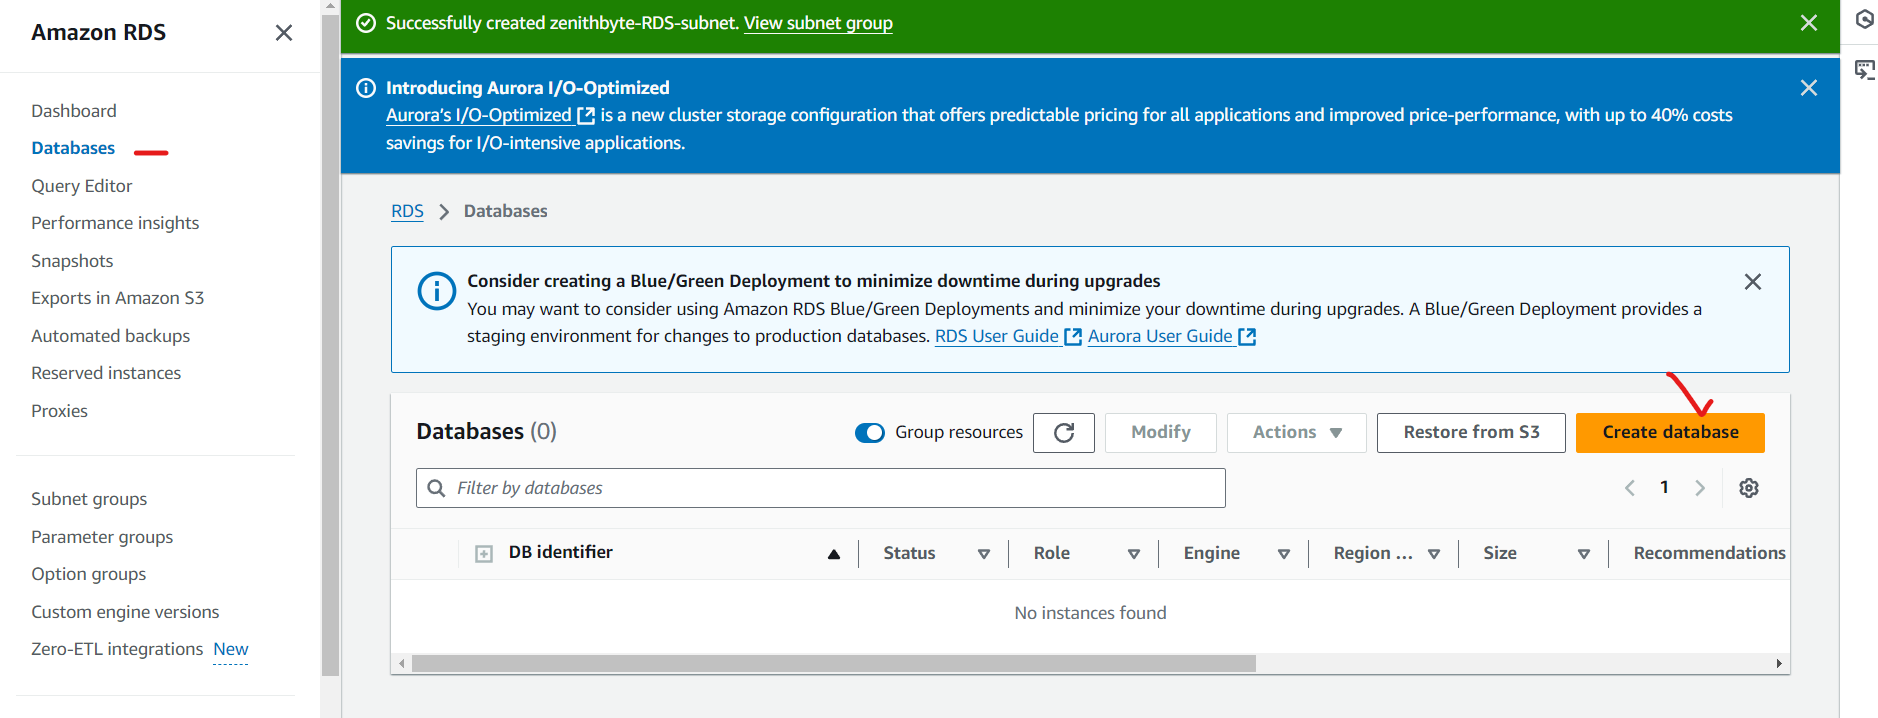 Amazon RDS
Dashboard
Databases
Query Editor
Performance insights
Snapshots
Exports in Amazon S3
Automated backups
Reserved instances
Proxies
Subnet groups
Parameter groups
Option groups
Custom engine versions
Zero-ETL integrations New
Successfully created zenithbyte-RDS-subnet. View subnet group
Introducing Aurora I/O-Optimized
Aurora's I/O-Optimized is a new cluster storage configuration that offers predictable pricing for all applications and improved price-performance, with up to 40% costs
savings for I/O-intensive applications.
RDS > Databases
Consider creating a Blue/Green Deployment to minimize downtime during upgrades
You may want to consider using Amazon RDS Blue/Green Deployments and minimize your downtime during upgrades. A Blue/Green Deployment provides a
staging environment for changes to production databases. RDS User Guide Aurora User Guide
Databases (0) Group resources Modify Actions Restore from S3 Create database
Filter by databases 1
DB identifier Status Role Engine Region ... Size Recommendations
No instances found